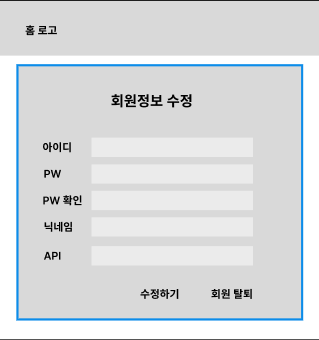 홈 로고
회원정보 수정
아이디
PW
PW 확인
닉네임
API
수정하기 회원 탈퇴